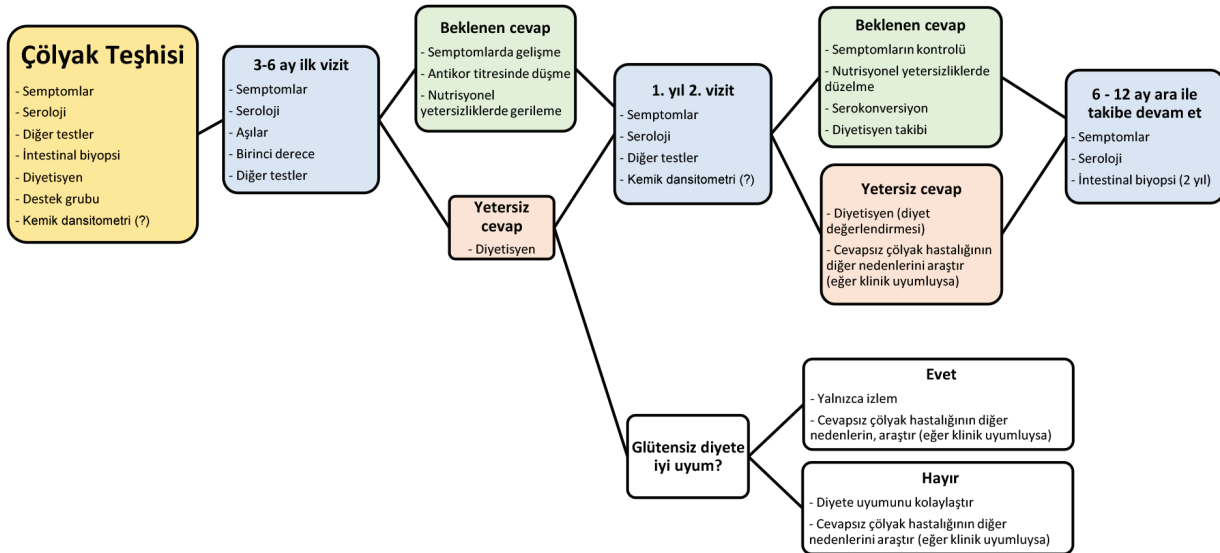 Çölyak Teşhisi
- Semptomlar
- Seroloji
- Diğer testler
- İntestinal biyopsi
- Diyetisyen
- Destek grubu
- Kemik dansitometri (?)
3-6 ay ilk vizit
- Semptomlar
- Seroloji
- Aşılar
- Birinci derece
- Diğer testler
Beklenen cevap
- Semptomlarda gelişme
- Antikor titresinde düşme
- Nutrisyonel
yetersizliklerde gerileme
Yetersiz
cevap
- Diyetisyen
1. yıl 2. vizit
- Semptomlar
- Seroloji
- Diğer testler
- Kemik dansitometri (?)
Beklenen cevap
- Semptomların kontrolü
- Nutrisyonel yetersizliklerde
düzelme
- Serokonversiyon
- Diyetisyen takibi
Yetersiz cevap
- Diyetisyen (diyet
değerlendirmesi)
- Cevapsız çölyak hastalığının
diğer nedenlerini araştır
(eğer klinik uyumluysa)
6 - 12 ay ara ile
takibe devam et
- Semptomlar
- Seroloji
- İntestinal biyopsi (2 yıl)
Glütensiz diyete
iyi uyum?
Evet
- Yalnızca izlem
- Cevapsız çölyak hastalığının diğer
nedenlerin, araştır (eğer klinik uyumluysa)
Hayır
- Diyete uyumunu kolaylaştır
- Cevapsız çölyak hastalığının diğer
nedenlerini araştır (eğer klinik uyumluysa)